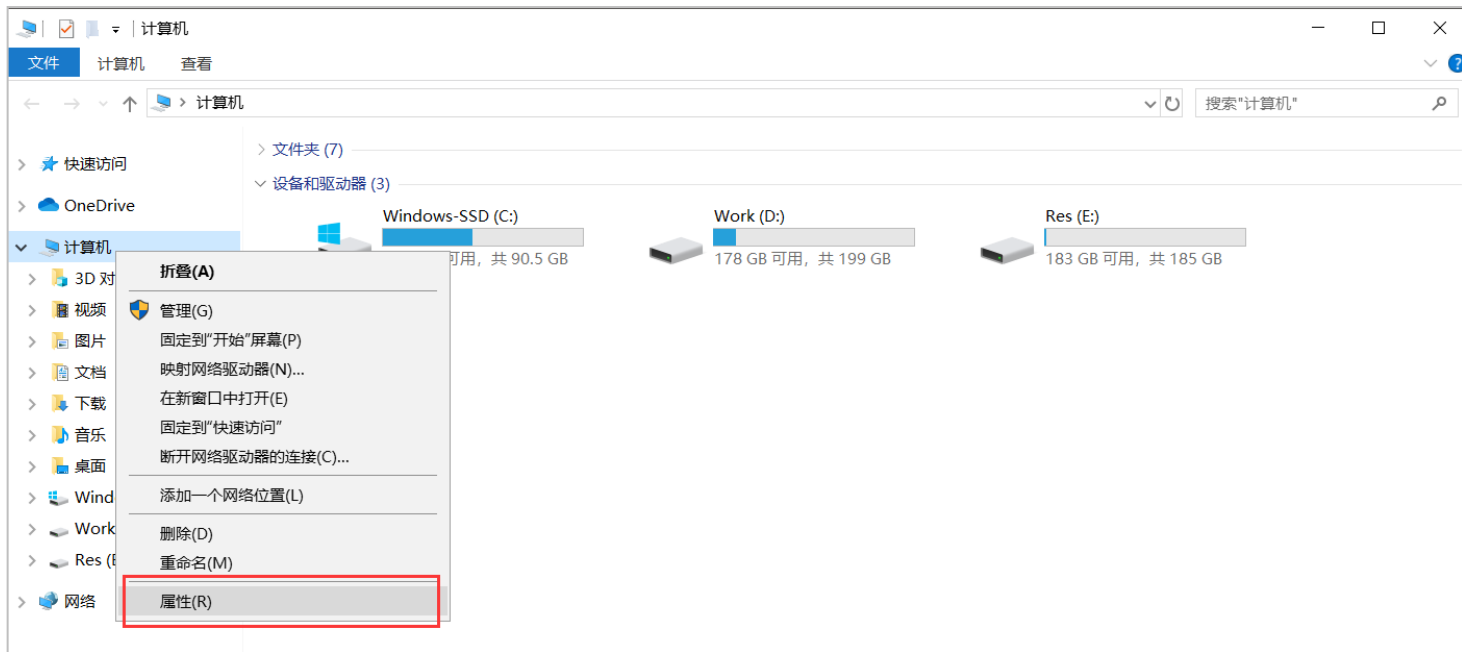 计算机
文件 计算机 查看
计算机 搜索"计算机"
快速访问
OneDrive
计算机
3D 对
视频
图片
文档
下载
音乐
桌面
Wind
Work
Res (
网络
文件夹 (7)
设备和驱动器 (3)
Windows-SSD (C:)
可用，共 90.5 GB
Work (D:)
178 GB 可用，共 199 GB
Res (E:)
183 GB 可用，共 185 GB
折叠(A)
管理(G)
固定到"开始"屏幕(P)
映射网络驱动器(N)...
在新窗口中打开(E)
固定到"快速访问"
断开网络驱动器的连接(C)...
添加一个网络位置(L)
删除(D)
重命名(M)
属性(R)